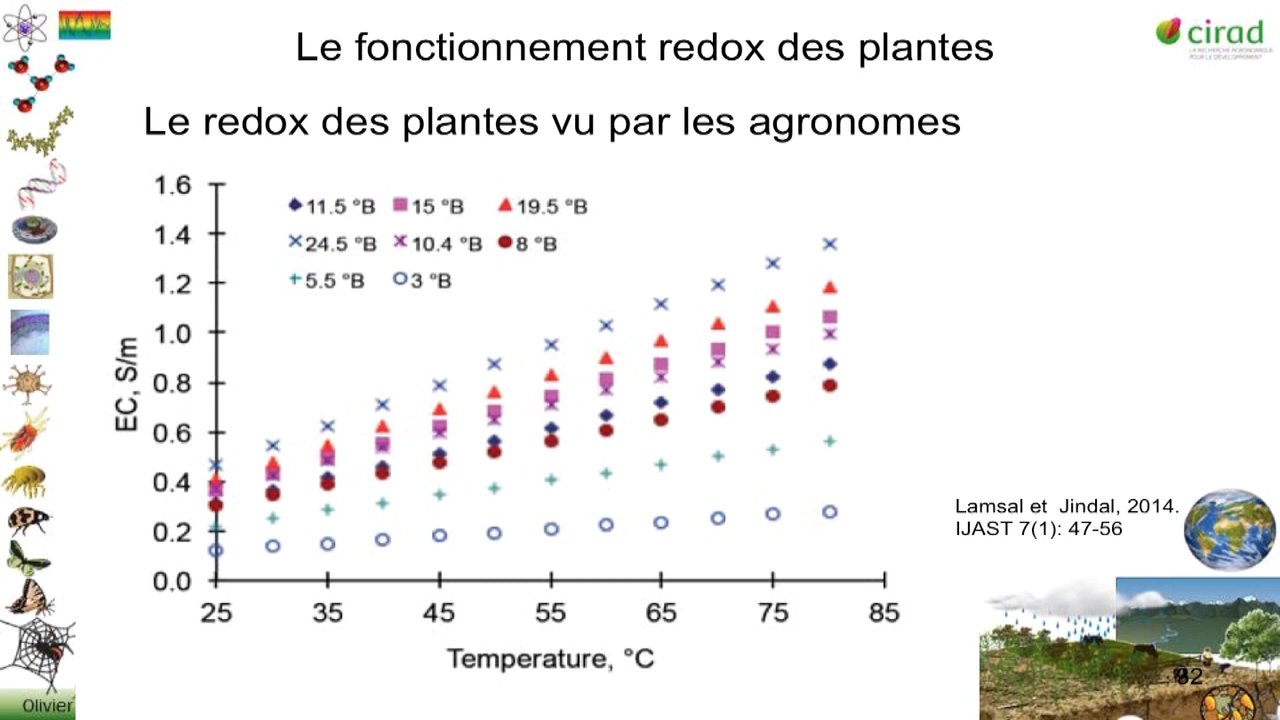 Le fonctionnement redox des plantes
cirad
LA RECHERCHE AGRONOMIQUE
POUR LE DÉVELOPPEMENT
Le redox des plantes vu par les agronomes
1.6
1.4
1.2
1.0
0.8
0.6
0.4
0.2
0.0
EC, S/m
11.5 °B 15 °B 19.5 °B
24.5 °B 10.4 °B 8 °B
5.5 °B 3 °B
25 35 45 55 65 75 85
Temperature, °C
Lamsal et Jindal, 2014.
IJAST 7(1): 47-56
Olivier